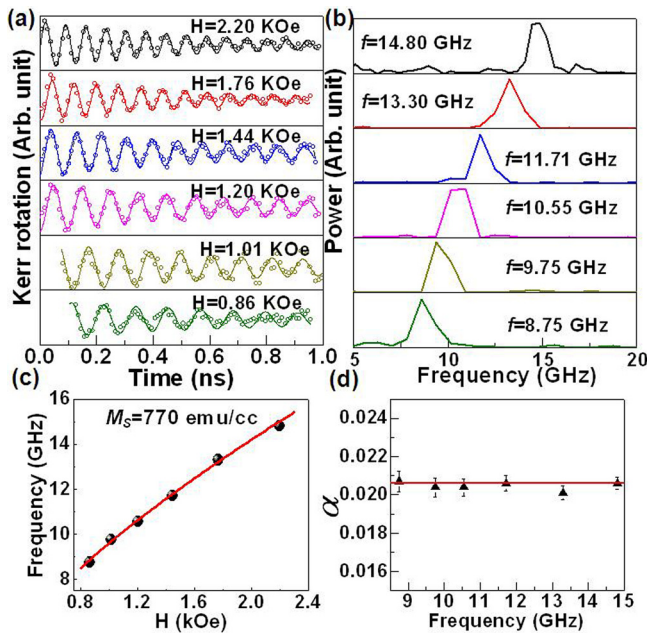 (a)
Kerr rotation (Arb. unit)
H=2.20 KOe
H=1.76 KOe
H=1.44 KOe
H=1.20 KOe
H=1.01 KOe
H=0.86 KOe
0.0 0.2 0.4 0.6 0.8 1.0
Time (ns)
(b)
Power (Arb. unit)
f=14.80 GHz
f=13.30 GHz
f=11.71 GHz
f=10.55 GHz
f=9.75 GHz
f=8.75 GHz
5 10 15 20
Frequency (GHz)
(c)
Frequency (GHz)
16
14
12
10
8
MS=770 emu/cc
0.8 1.2 1.6 2.0 2.4
H (kOe)
(d)
α
0.024
0.022
0.020
0.018
0.016
9 10 11 12 13 14 15
Frequency (GHz)